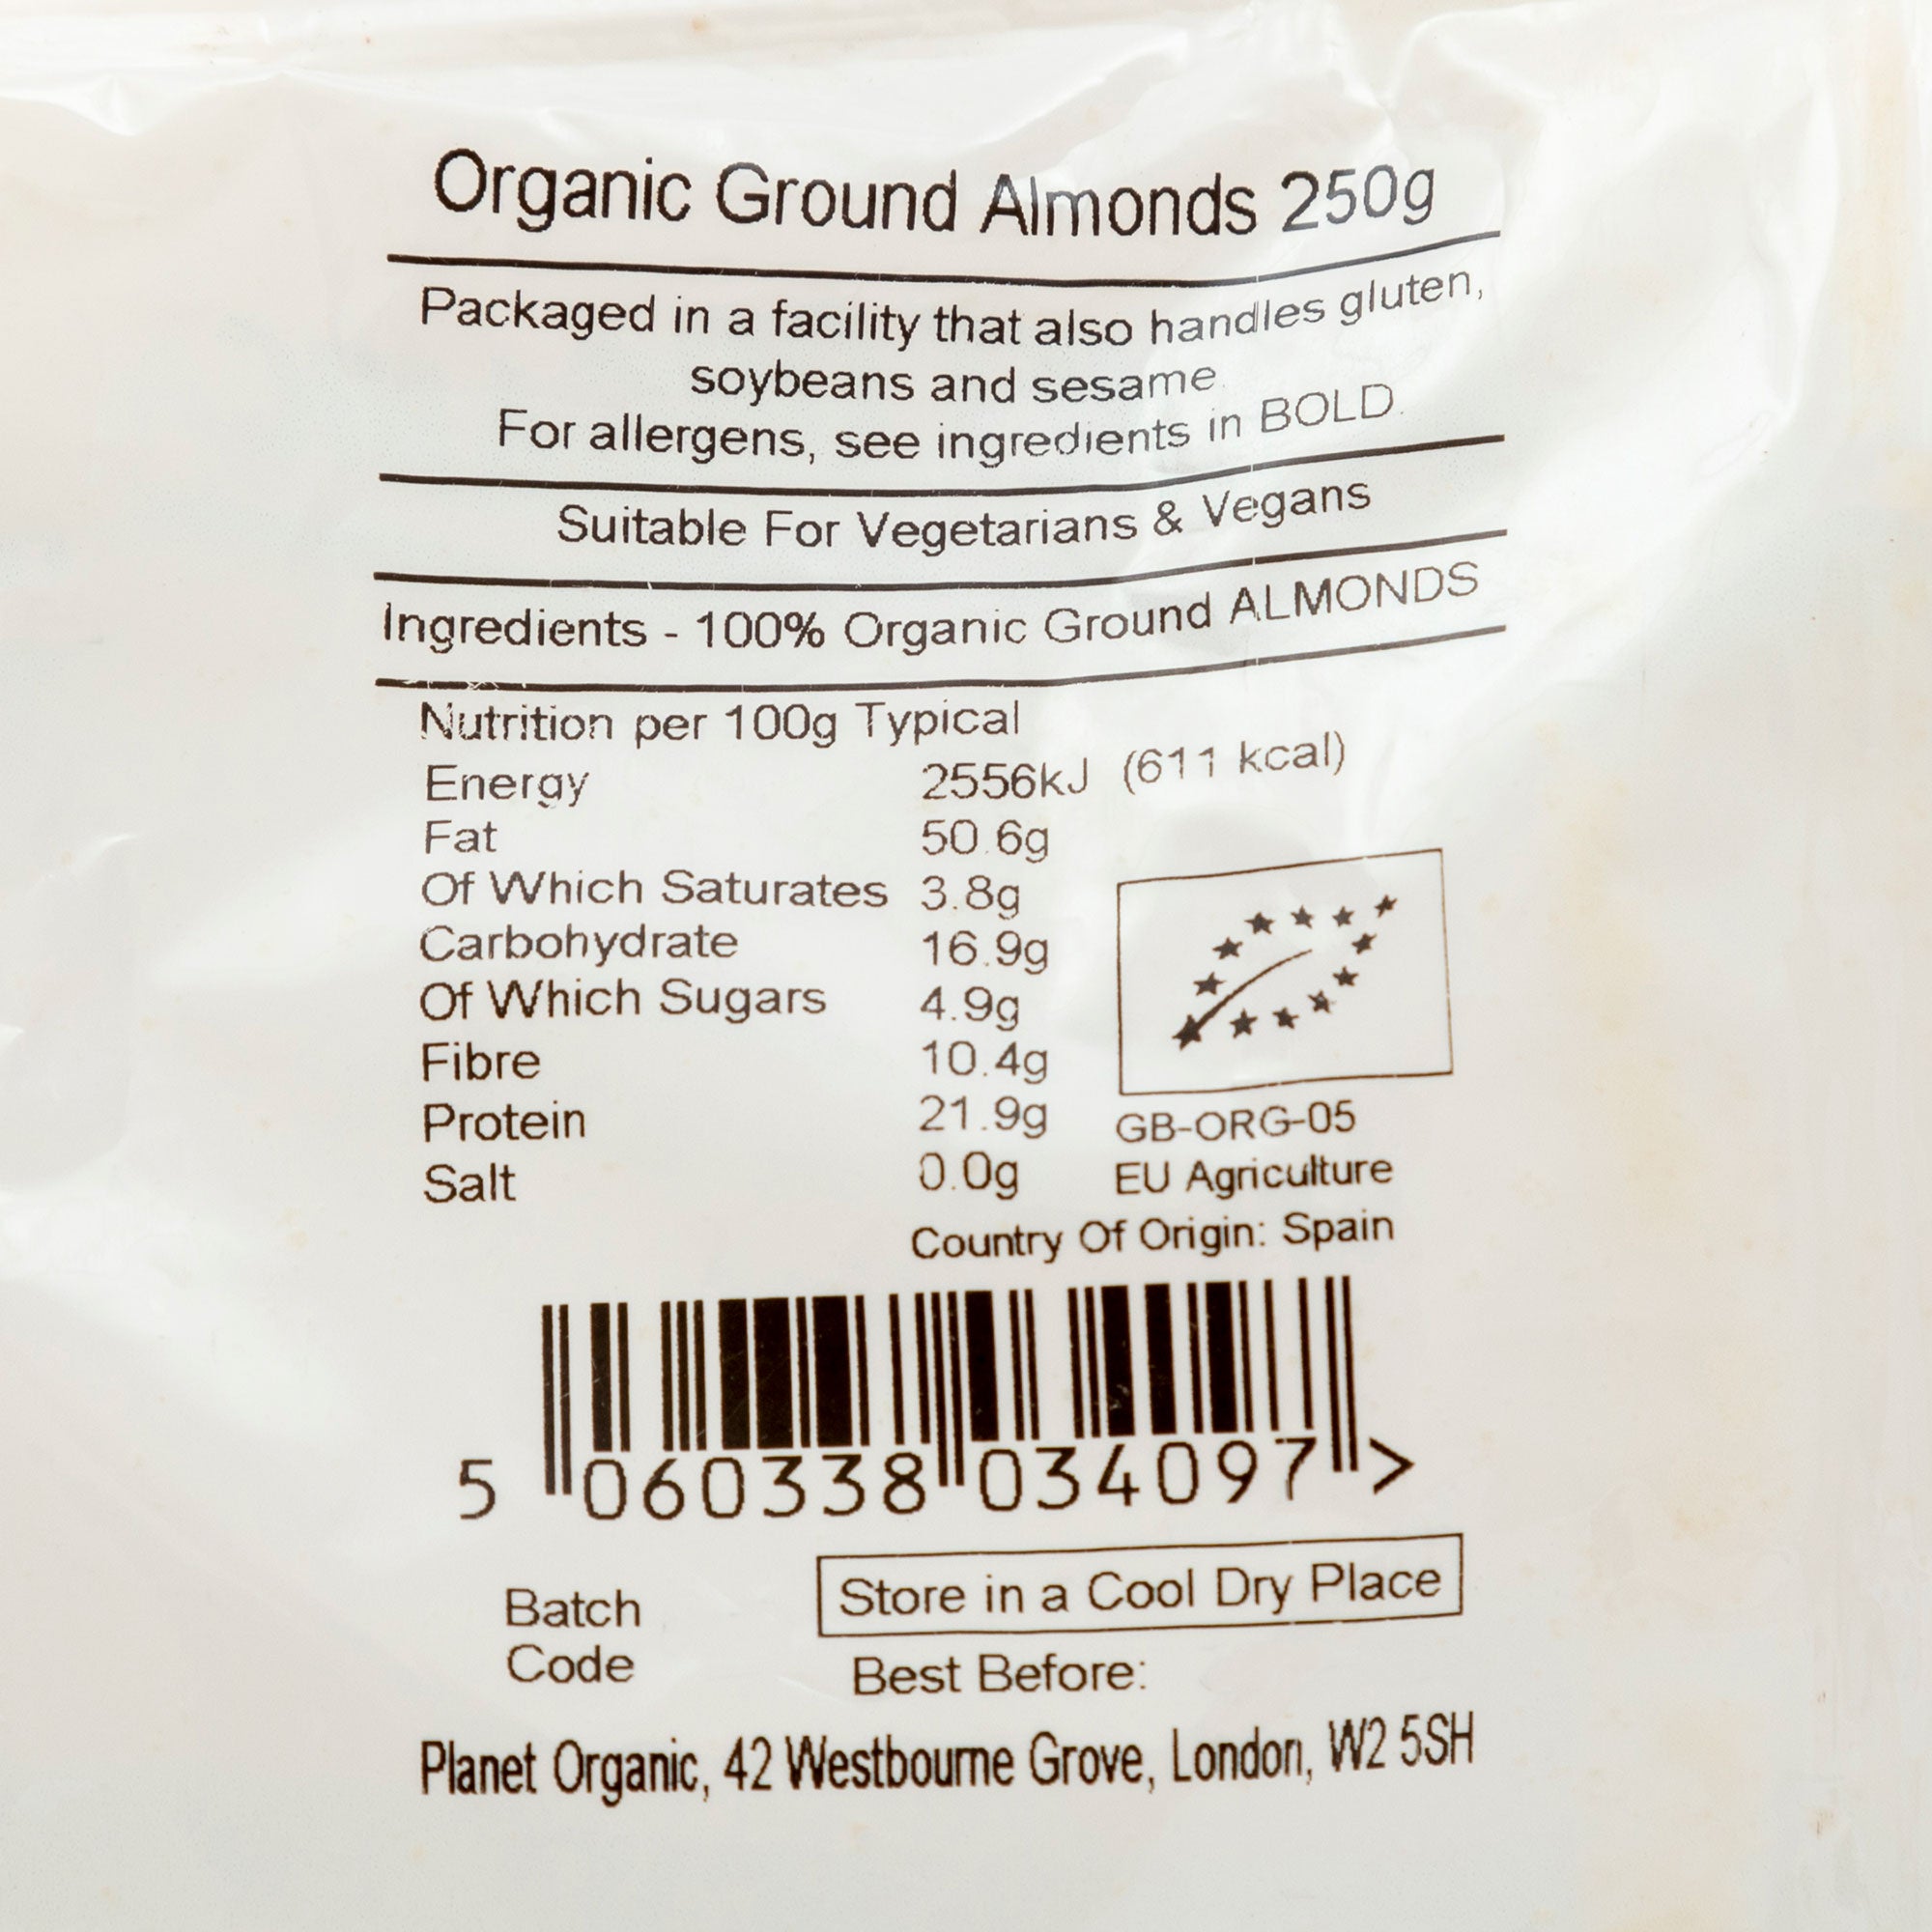 Organic Ground Almonds 250g
Packaged in a facility that also handles gluten,
soybeans and sesame.
For allergens, see ingredients in BOLD.
Suitable For Vegetarians & Vegans
Ingredients - 100% Organic Ground ALMONDS
Nutrition per 100g Typical
Energy 2556kJ (611 kcal)
Fat 50.6g
Of Which Saturates 3.8g
Carbohydrate 16.9g
Of Which Sugars 4.9g
Fibre 10.4g
Protein 21.9g
Salt 0.0g
GB-ORG-05
EU Agriculture
Country Of Origin: Spain
5 060338 034097 >
Batch
Code
Store in a Cool Dry Place
Best Before:
Planet Organic, 42 Westbourne Grove, London, W2 5SH